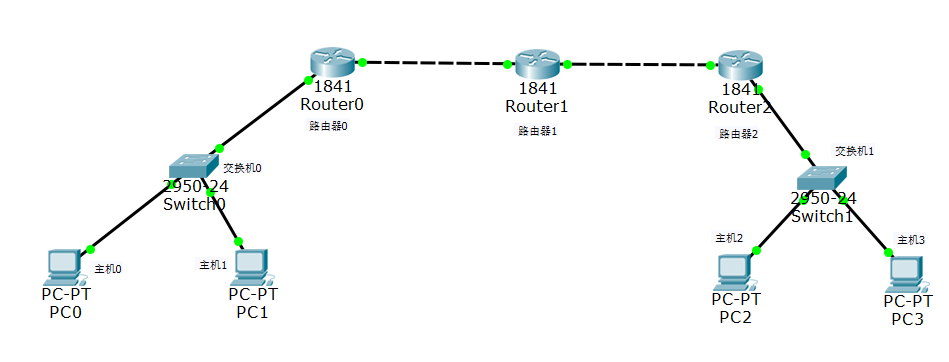 1841
Router0
路由器0
1841
Router1
路由器1
1841
Router2
路由器2
交换机0
2950-24
Switch0
交换机1
2950-24
Switch1
主机0
PC-PT
PC0
主机1
PC-PT
PC1
主机2
PC-PT
PC2
主机3
PC-PT
PC3